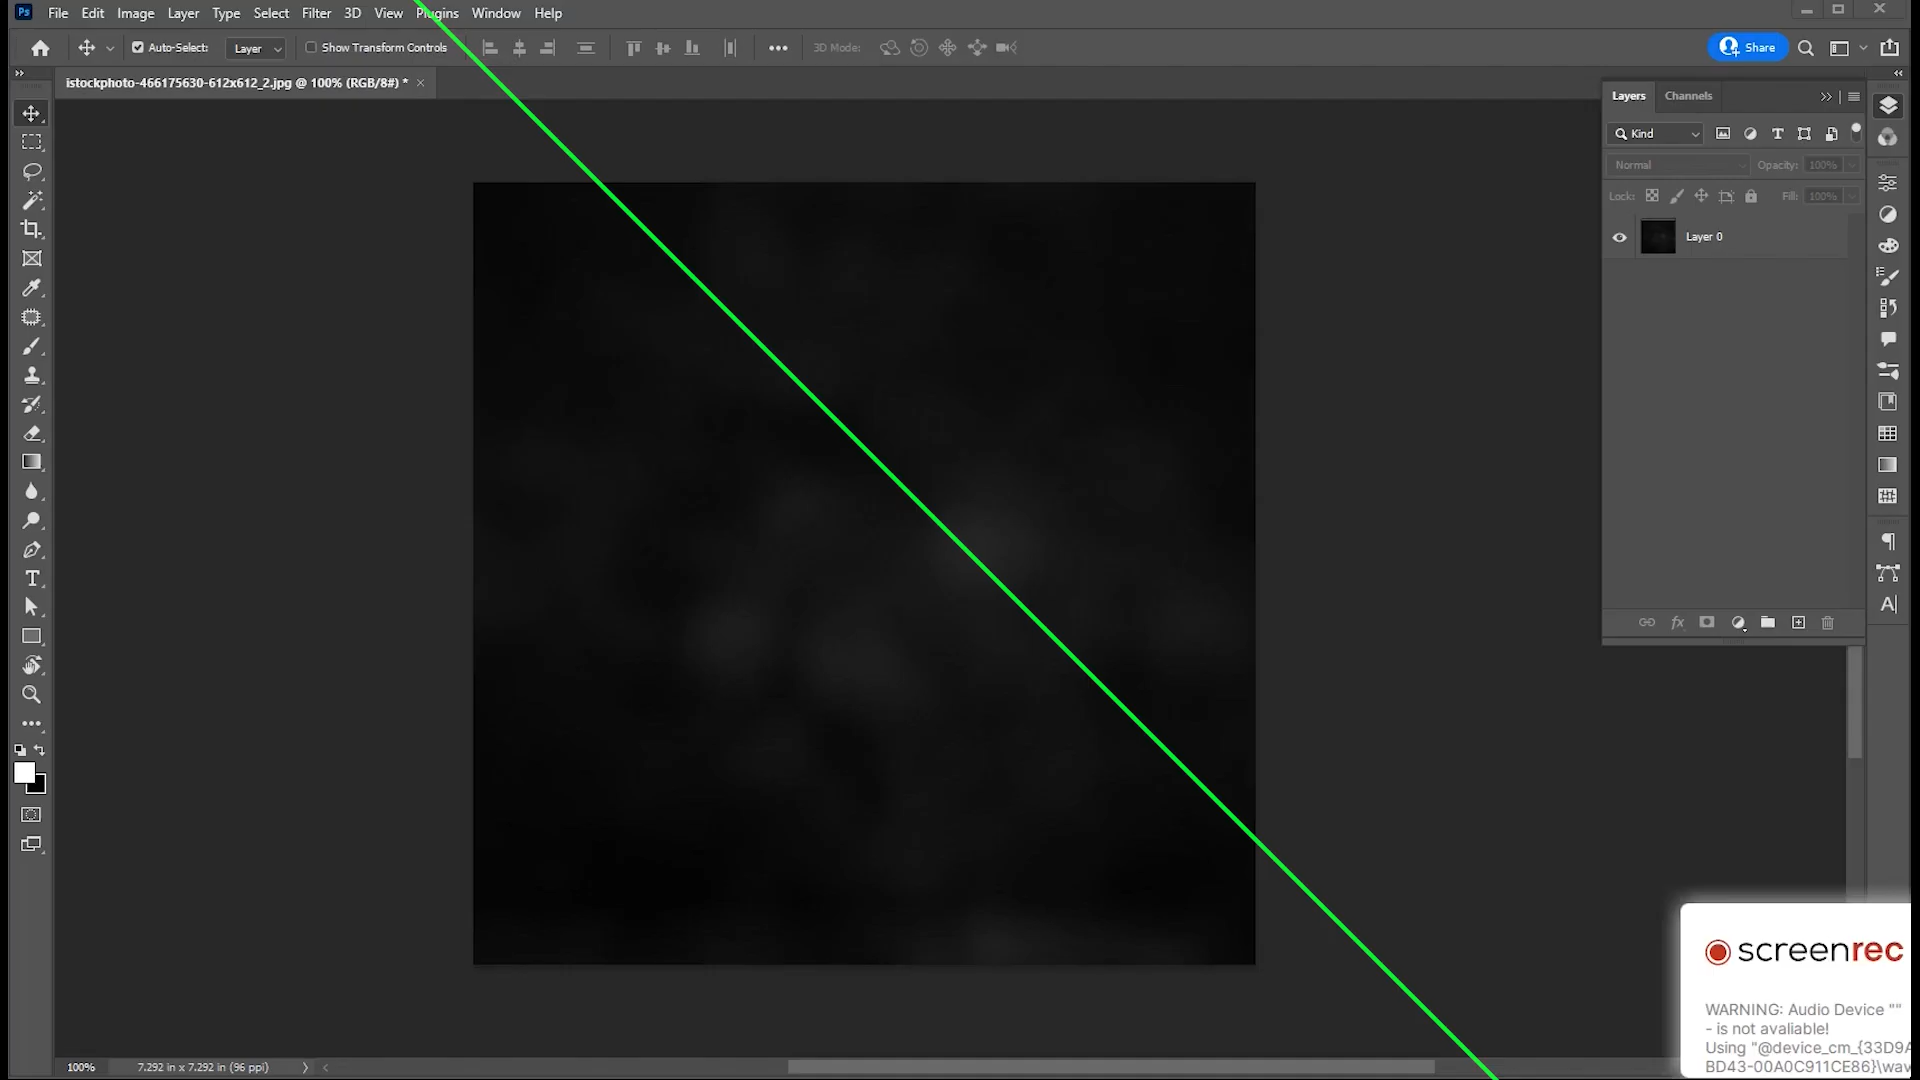 Ps File Edit Image Layer Type Select Filter 3D View Plugins Window Help
Auto-Select: Layer Show Transform Controls 3D Mode: Share
istockphoto-466175630-612x612_2.jpg @ 100% (RGB/8#) * ×
Layers Channels
Kind
Normal Opacity: 100%
Lock: Fill: 100%
Layer 0
fx
screenrec
WARNING: Audio Device ""
- is not avaliable!
Using "@device_cm_{33D9A
BD43-00A0C911CE86}\wav
100% 7.292 in x 7.292 in (96 ppi)